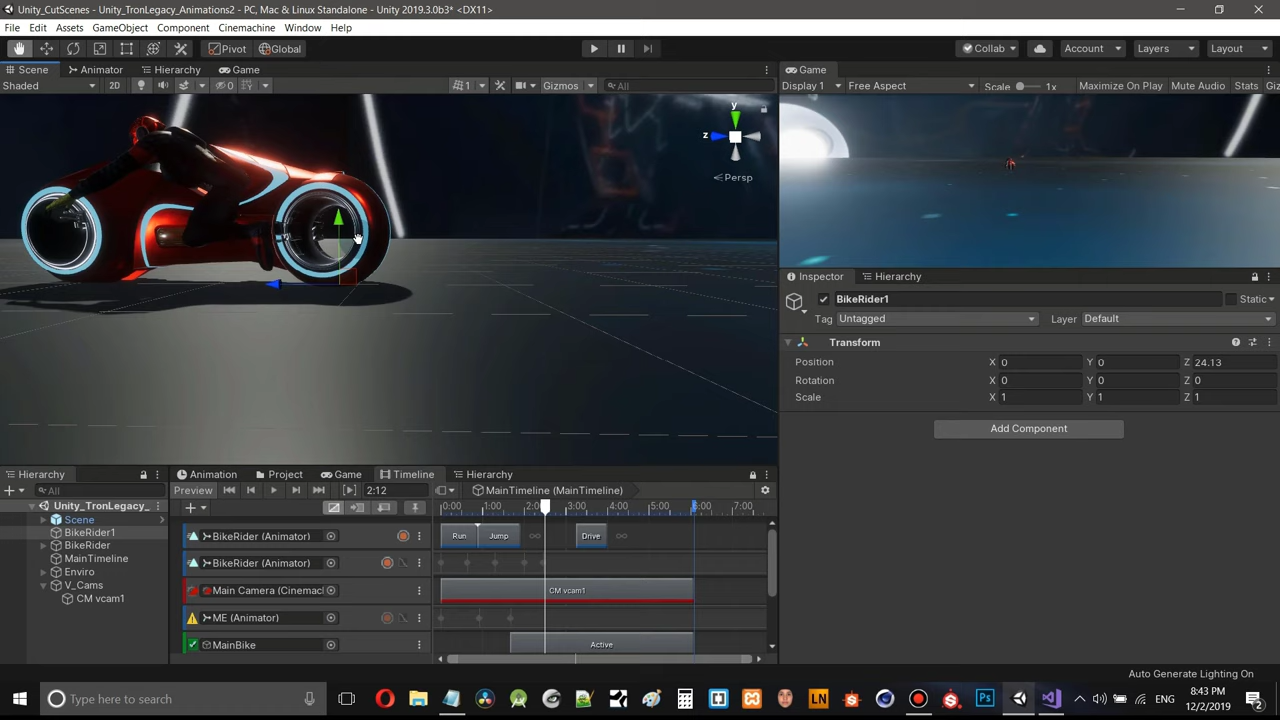 Unity_CutScenes - Unity_TronLegacy_Animations2 - PC, Mac & Linux Standalone - Unity 2019.3.0b3* <DX11>
File Edit Assets GameObject Component Cinemachine Window Help
Pivot Global Collab Account Layers Layout
Scene Animator Hierarchy Game
Shaded 2D 0 1 Gizmos All
y
z
Persp
Game
Display 1 Free Aspect Scale 1x Maximize On Play Mute Audio Stats Giz
Inspector Hierarchy
BikeRider1 Static
Tag Untagged Layer Default
Transform
Position X 0 Y 0 Z 24.13
Rotation X 0 Y 0 Z 0
Scale X 1 Y 1 Z 1
Add Component
Hierarchy
All
Unity_TronLegacy_
Scene
BikeRider1
BikeRider
MainTimeline
Enviro
V_Cams
CM vcam1
Animation Project Game Timeline Hierarchy
Preview 2:12 MainTimeline (MainTimeline)
0:00 1:00 2:00 3:00 4:00 5:00 6:00 7:00
BikeRider (Animator) Run Jump Drive
BikeRider (Animator)
Main Camera (Cinemac CM vcam1
ME (Animator)
MainBike Active
Auto Generate Lighting On
Type here to search
LN
Ps
ENG
8:43 PM
12/2/2019
2